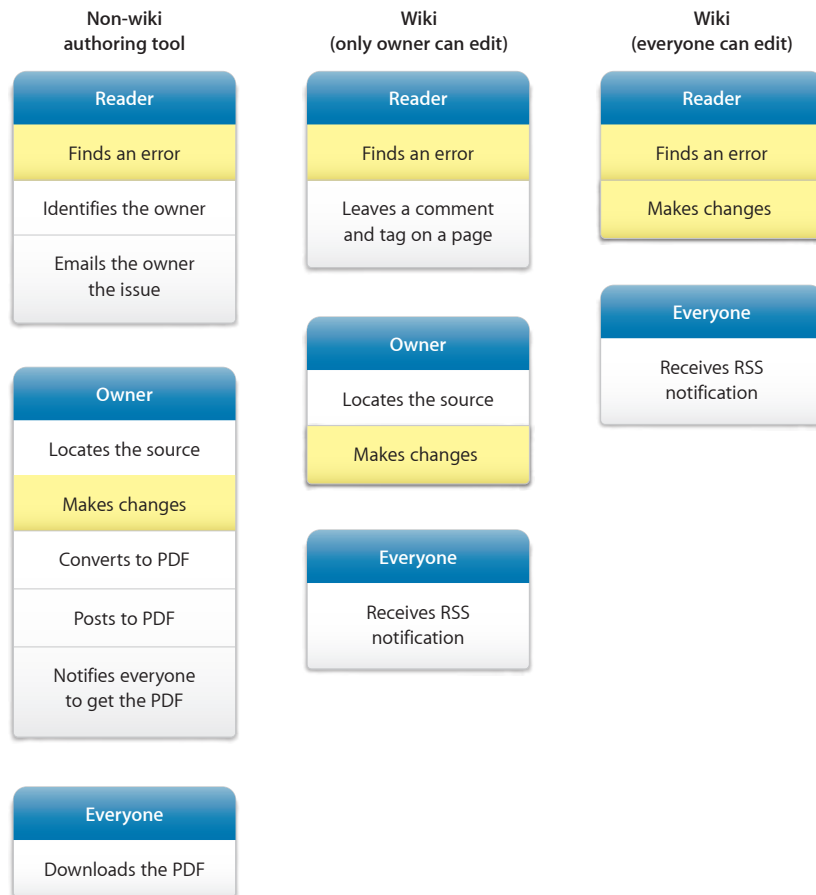 Non-wiki
authoring tool
Reader
Finds an error
Identifies the owner
Emails the owner
the issue
Owner
Locates the source
Makes changes
Converts to PDF
Posts to PDF
Notifies everyone
to get the PDF
Everyone
Downloads the PDF
Wiki
(only owner can edit)
Reader
Finds an error
Leaves a comment
and tag on a page
Owner
Locates the source
Makes changes
Everyone
Receives RSS
notification
Wiki
(everyone can edit)
Reader
Finds an error
Makes changes
Everyone
Receives RSS
notification